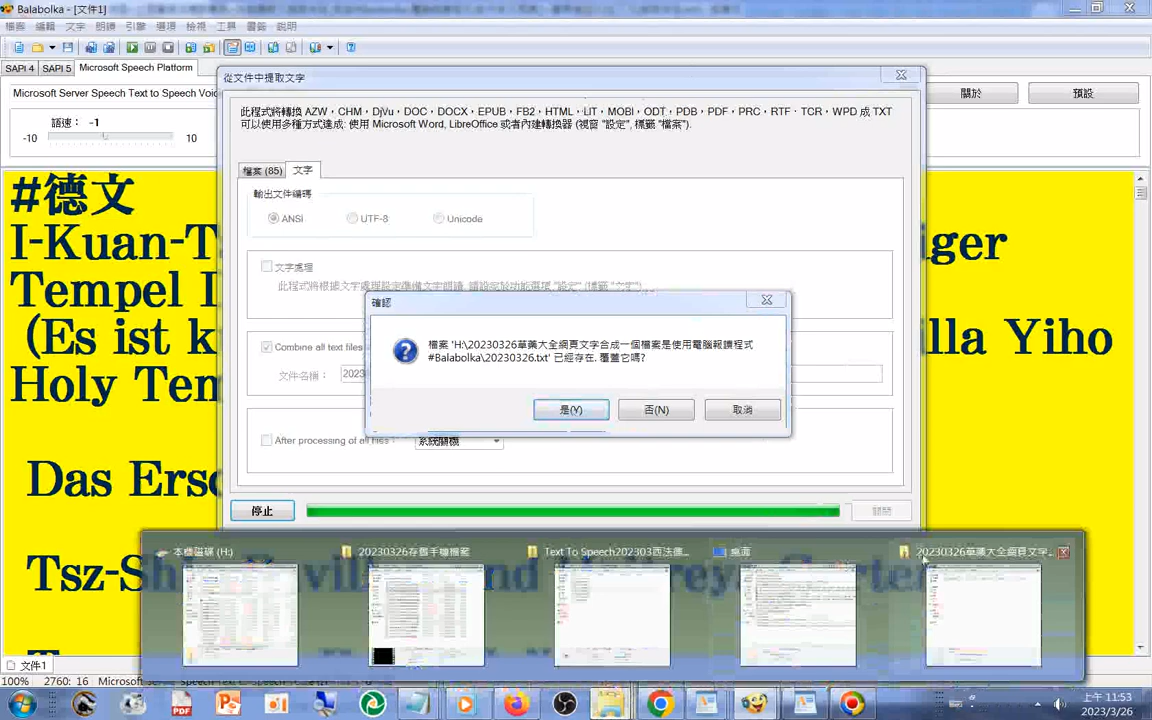 Balabolka - [文件1]
檔案 編輯 文字 朗讀 引擎 選項 檢視 工具 書籤 說明
SAPI 4 SAPI 5 Microsoft Speech Platform
Microsoft Server Speech Text to Speech Voic
語速： -1
-10 10
關於 預設
從文件中提取文字
此程式將轉換 AZW，CHM，DjVu，DOC，DOCX，EPUB，FB2，HTML，LIT，MOBI，ODT，PDB，PDF，PRC，RTF，TCR，WPD 成 TXT
可以使用多種方式達成: 使用 Microsoft Word, LibreOffice 或者內建轉換器 (視窗 "設定", 標籤 "檔案").
檔案 (85) 文字
輸出文件編碼
ANSI UTF-8 Unicode
文字處理
Combine all text files
文件名稱： 2023
After processing of all files： 系統關機
停止 關閉
確認
檔案 'H:\20230326草藥大全網頁文字合成一個檔案是使用電腦報讀程式
#Balabolka\20230326.txt' 已經存在. 覆蓋它嗎?
是(Y) 否(N) 取消
#德文
I-Kuan-T iger
Tempel I
(Es ist k lla Yiho
Holy Temp
Das Ersc
Tsz-Sh
本機磁碟 (H:) 20230326存舊手機檔案 Text To Speech202303西法德... 桌面 20230326草藥大全網頁文字...
文件1
100% 2760: 16
上午 11:53
2023/3/26